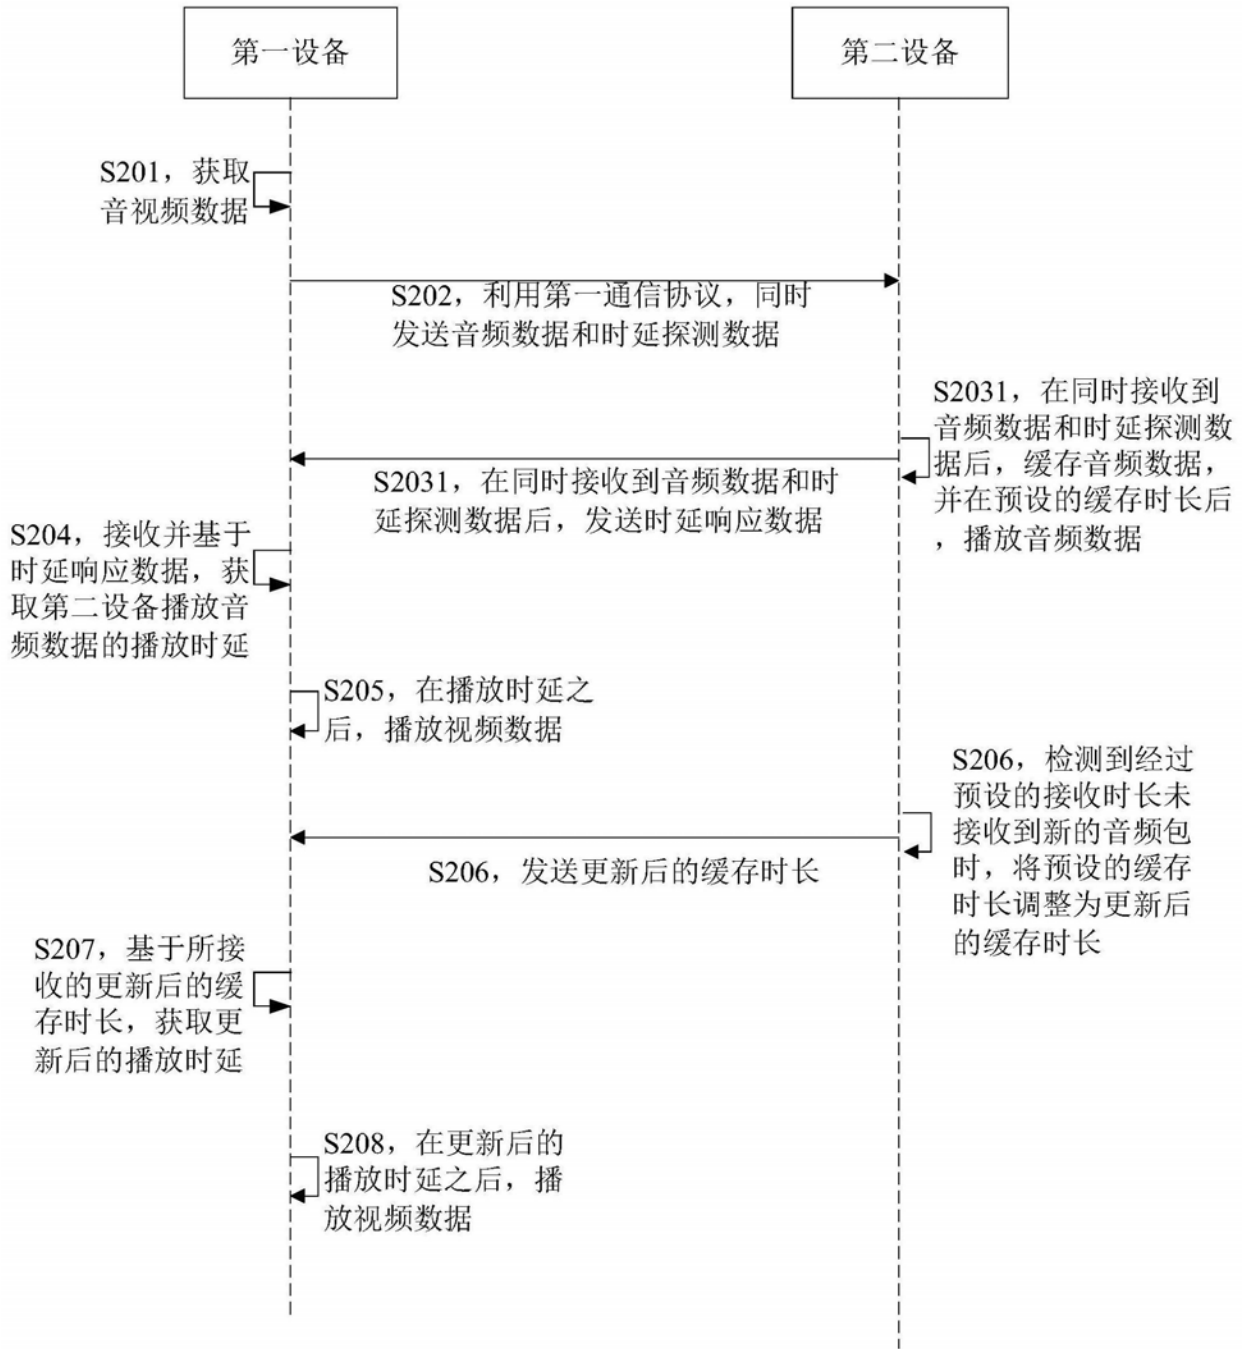 第一设备
第二设备
S201，获取
音视频数据
S202，利用第一通信协议，同时
发送音频数据和时延探测数据
S2031，在同时接收到
音频数据和时延探测数
据后，缓存音频数据，
并在预设的缓存时长后
，播放音频数据
S2031，在同时接收到音频数据和时
延探测数据后，发送时延响应数据
S204，接收并基于
时延响应数据，获
取第二设备播放音
频数据的播放时延
S205，在播放时延之
后，播放视频数据
S206，检测到经过
预设的接收时长未
接收到新的音频包
时，将预设的缓存
时长调整为更新后
的缓存时长
S206，发送更新后的缓存时长
S207，基于所接
收的更新后的缓
存时长，获取更
新后的播放时延
S208，在更新后的
播放时延之后，播
放视频数据